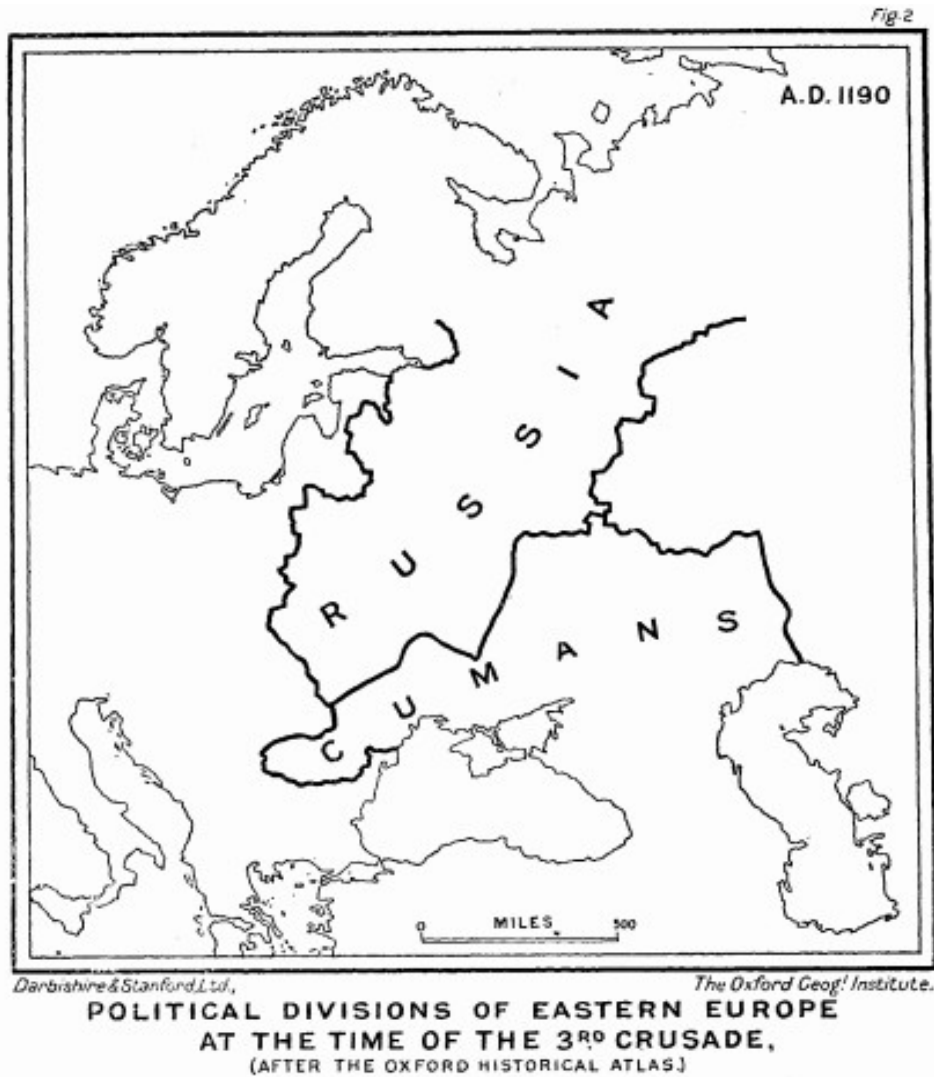 Fig. 2
A.D. 1190
RUSSIA
CUMANS
0 MILES 500
Darbishire & Stanford, Ltd., The Oxford Geog! Institute.
POLITICAL DIVISIONS OF EASTERN EUROPE
AT THE TIME OF THE 3RD CRUSADE,
(AFTER THE OXFORD HISTORICAL ATLAS.)